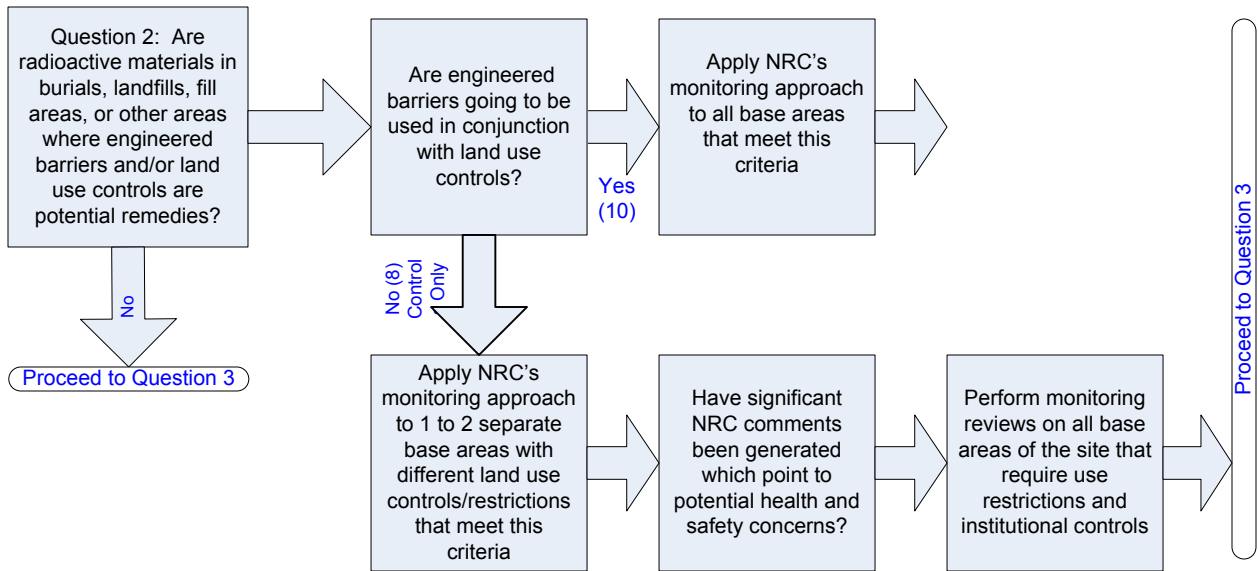 Question 2:  Are
radioactive materials in
burials, landfills, fill
areas, or other areas
where engineered
barriers and/or land
use controls are
potential remedies?
No
Proceed to Question 3
Are engineered
barriers going to be
used in conjunction
with land use
controls?
Yes
(10)
Apply NRC's
monitoring approach
to all base areas
that meet this
criteria
No (8)
Control
Only
Apply NRC's
monitoring approach
to 1 to 2 separate
base areas with
different land use
controls/restrictions
that meet this
criteria
Have significant
NRC comments
been generated
which point to
potential health and
safety concerns?
Perform monitoring
reviews on all base
areas of the site that
require use
restrictions and
institutional controls
Proceed to Question 3